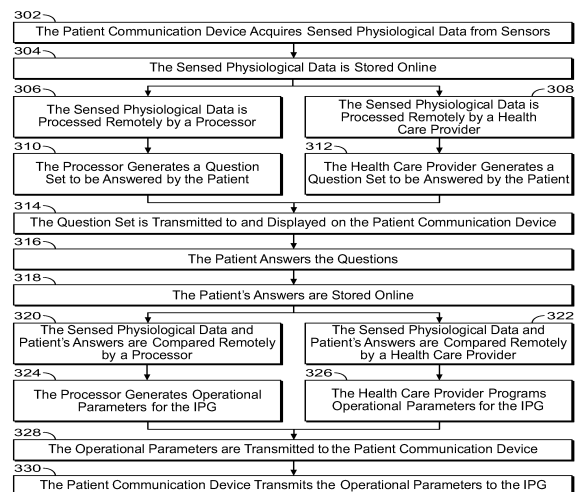 302
The Patient Communication Device Acquires Sensed Physiological Data from Sensors
304
The Sensed Physiological Data is Stored Online
306
The Sensed Physiological Data is
Processed Remotely by a Processor
308
The Sensed Physiological Data is
Processed Remotely by a Health
Care Provider
310
The Processor Generates a Question
Set to be Answered by the Patient
312
The Health Care Provider Generates a
Question Set to be Answered by the Patient
314
The Question Set is Transmitted to and Displayed on the Patient Communication Device
316
The Patient Answers the Questions
318
The Patient's Answers are Stored Online
320
The Sensed Physiological Data and
Patient's Answers are Compared Remotely
by a Processor
322
The Sensed Physiological Data and
Patient's Answers are Compared Remotely
by a Health Care Provider
324
The Processor Generates Operational
Parameters for the IPG
326
The Health Care Provider Programs
Operational Parameters for the IPG
328
The Operational Parameters are Transmitted to the Patient Communication Device
330
The Patient Communication Device Transmits the Operational Parameters to the IPG